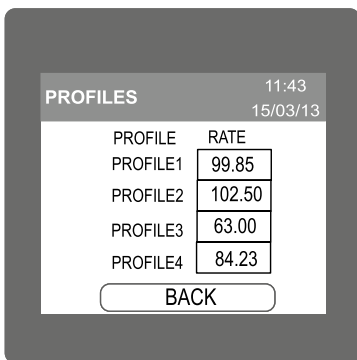 PROFILES
11:43
15/03/13
PROFILE RATE
PROFILE1 99.85
PROFILE2 102.50
PROFILE3 63.00
PROFILE4 84.23
BACK